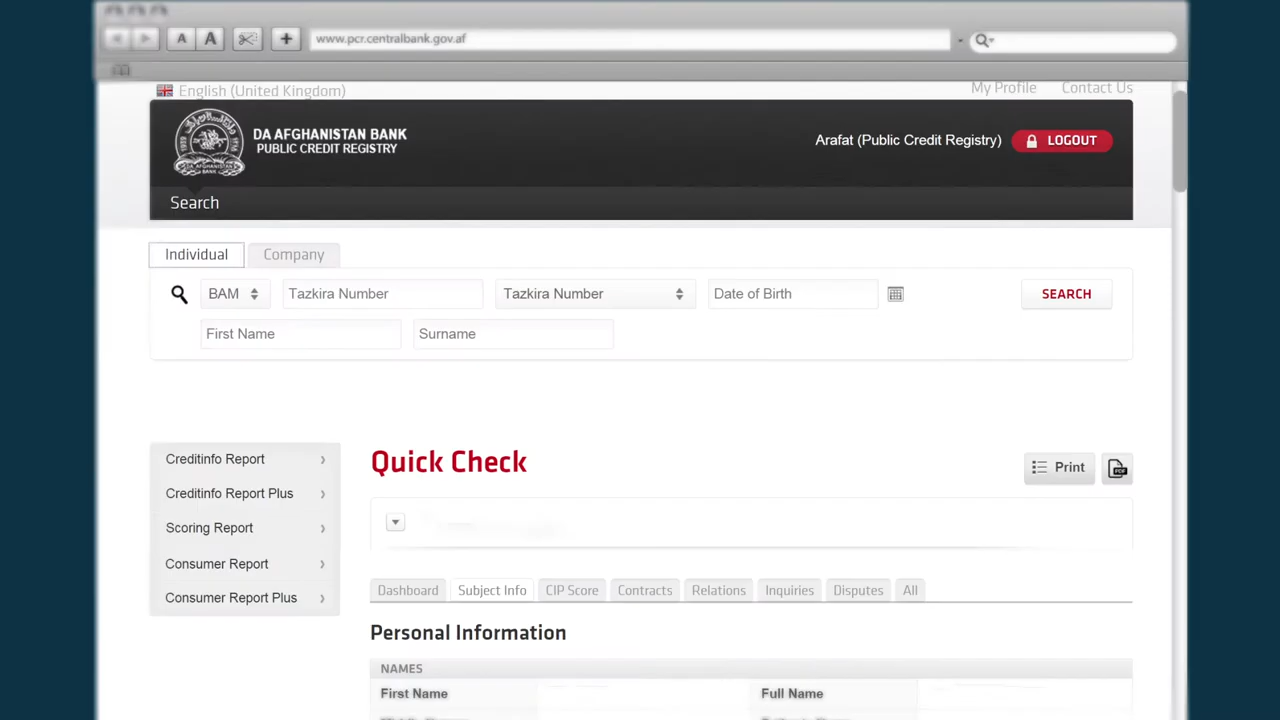 www.pcr.centralbank.gov.af
English (United Kingdom)
My Profile Contact Us
DA AFGHANISTAN BANK
PUBLIC CREDIT REGISTRY
Arafat (Public Credit Registry) LOGOUT
Search
Individual Company
BAM Tazkira Number Tazkira Number Date of Birth SEARCH
First Name Surname
Creditinfo Report
Creditinfo Report Plus
Scoring Report
Consumer Report
Consumer Report Plus
Quick Check
Print
Dashboard Subject Info CIP Score Contracts Relations Inquiries Disputes All
Personal Information
NAMES
First Name Full Name